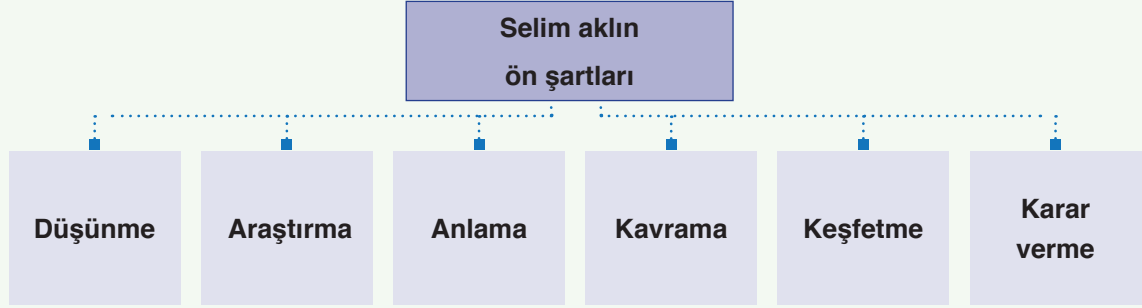 Selim aklın
ön şartları
Düşünme
Araştırma
Anlama
Kavrama
Keşfetme
Karar
verme